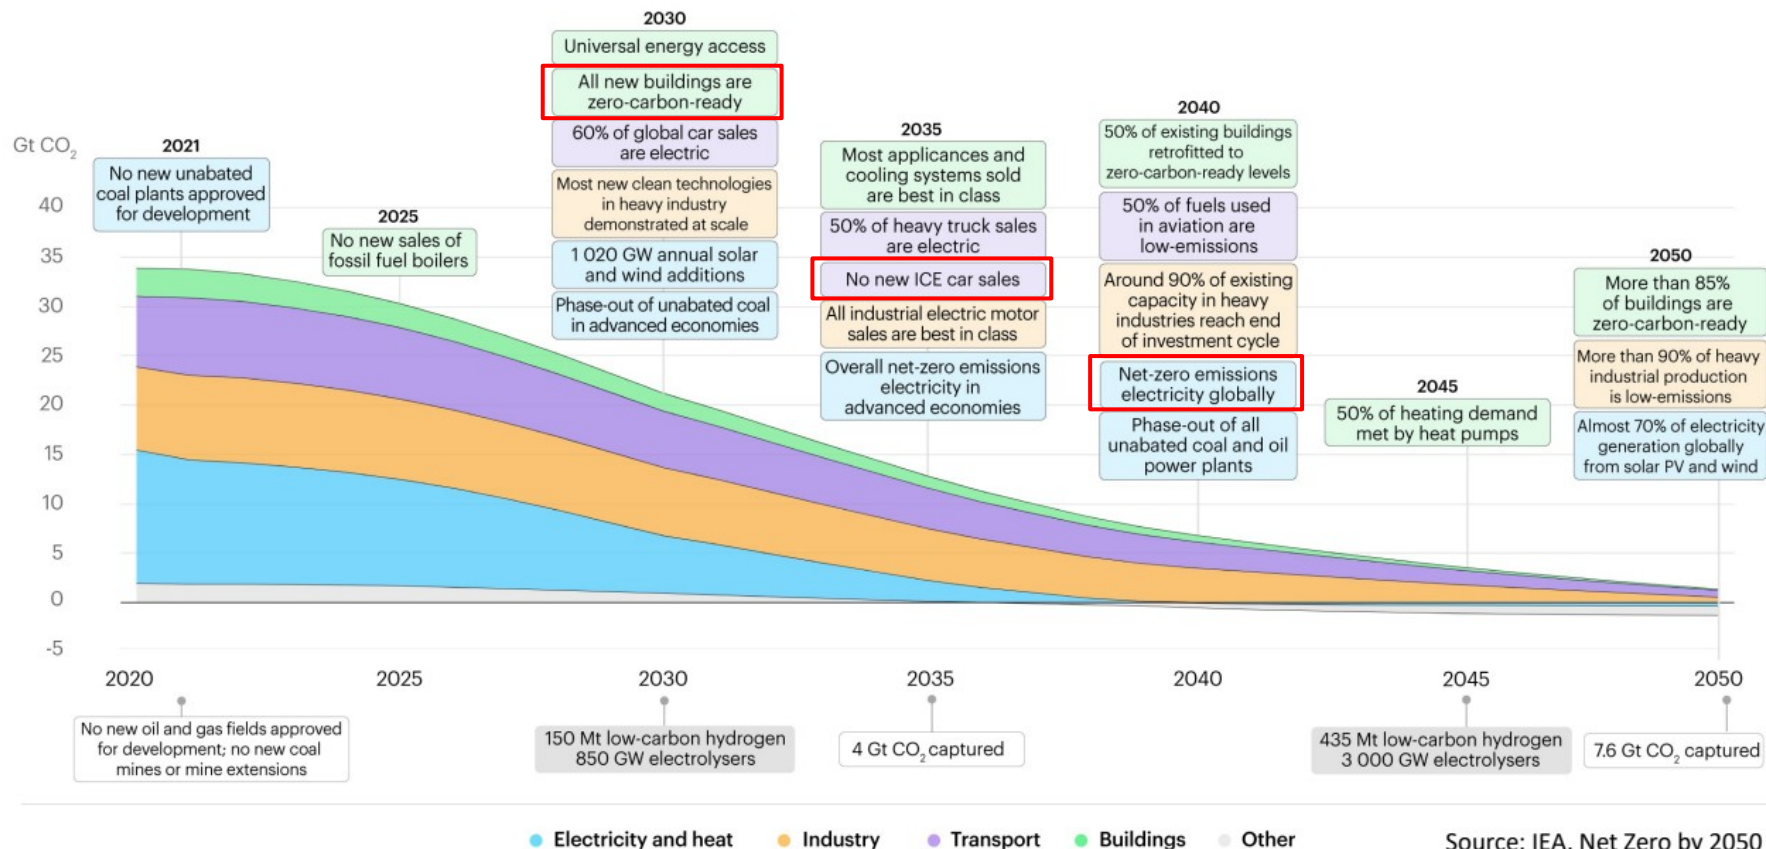 2030
Universal energy access
All new buildings are
zero-carbon-ready
60% of global car sales
are electric
Most new clean technologies
in heavy industry
demonstrated at scale
1 020 GW annual solar
and wind additions
Phase-out of unabated coal
in advanced economies
2040
50% of existing buildings
retrofitted to
zero-carbon-ready levels
50% of fuels used
in aviation are
low-emissions
Around 90% of existing
capacity in heavy
industries reach end
of investment cycle
Net-zero emissions
electricity globally
Phase-out of all
unabated coal and oil
power plants
2035
Most applicances and
cooling systems sold
are best in class
50% of heavy truck sales
are electric
No new ICE car sales
All industrial electric motor
sales are best in class
Overall net-zero emissions
electricity in
advanced economies
Gt CO₂
2021
No new unabated
coal plants approved
for development
2025
No new sales of
fossil fuel boilers
2050
More than 85%
of buildings are
zero-carbon-ready
More than 90% of heavy
industrial production
is low-emissions
Almost 70% of electricity
generation globally
from solar PV and wind
2045
50% of heating demand
met by heat pumps
40
35
30
25
20
15
10
5
0
-5
2020 2025 2030 2035 2040 2045 2050
No new oil and gas fields approved
for development; no new coal
mines or mine extensions
150 Mt low-carbon hydrogen
850 GW electrolysers
4 Gt CO₂ captured
435 Mt low-carbon hydrogen
3 000 GW electrolysers
7.6 Gt CO₂ captured
Electricity and heat Industry Transport Buildings Other
Source: IEA, Net Zero by 2050